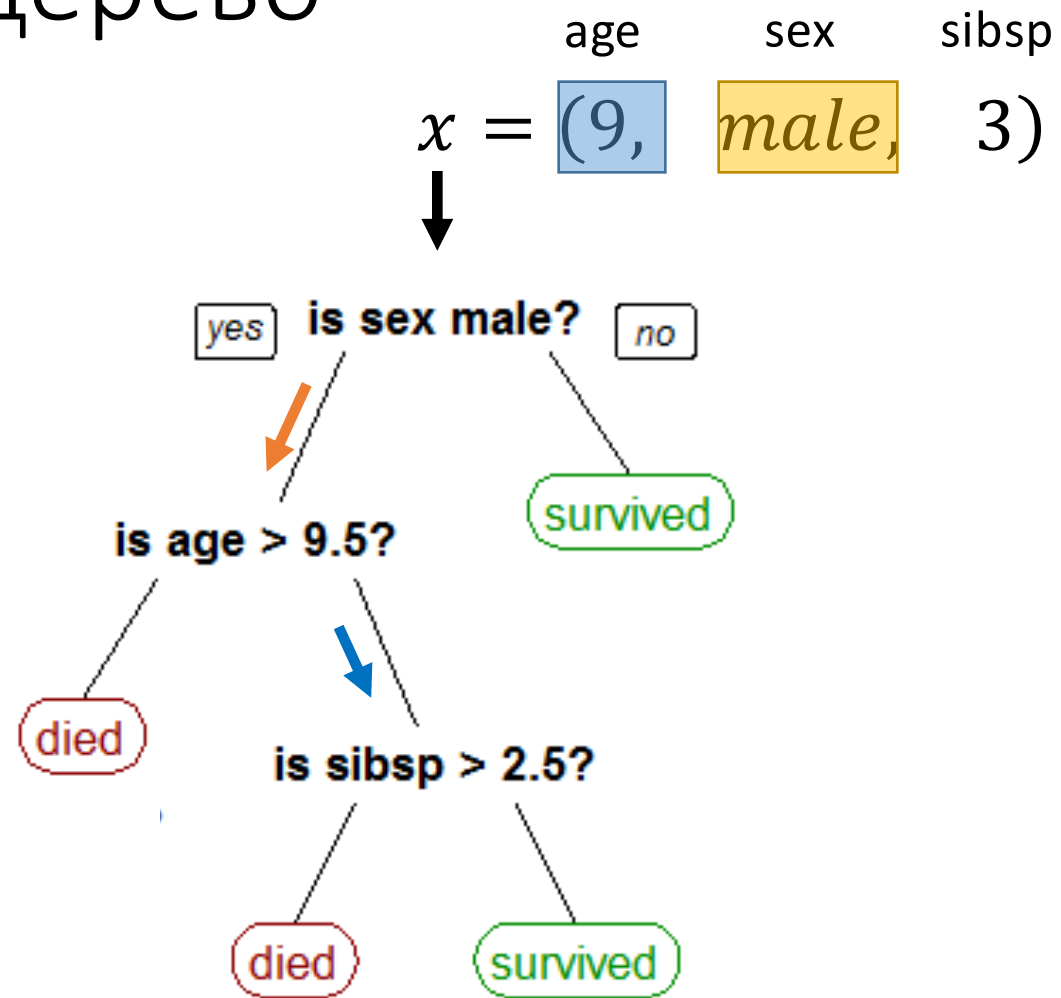 дерево
age sex sibsp
x = (9, male, 3)
yes is sex male? no
survived
is age > 9.5?
died
is sibsp > 2.5?
died survived